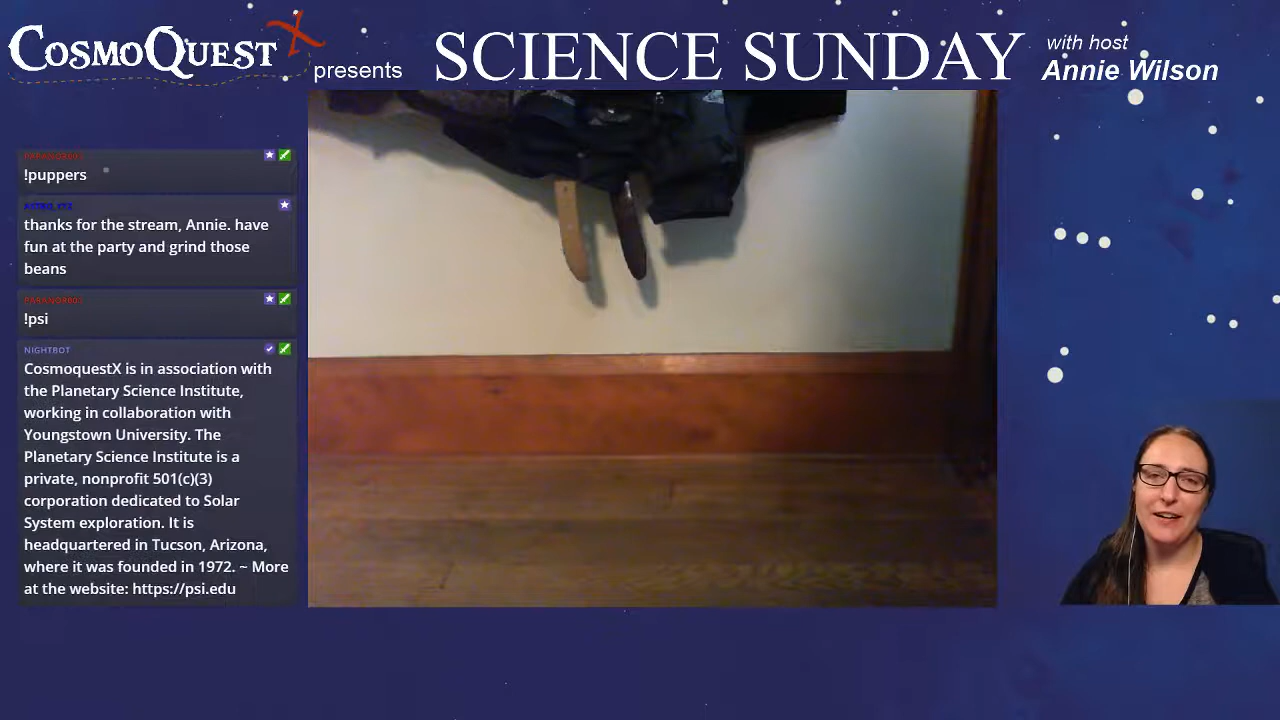 CosmoQuest X
presents
SCIENCE SUNDAY
with host
Annie Wilson
!puppers
thanks for the stream, Annie. have
fun at the party and grind those
beans
!psi
NIGHTBOT
CosmoquestX is in association with
the Planetary Science Institute,
working in collaboration with
Youngstown University. The
Planetary Science Institute is a
private, nonprofit 501(c)(3)
corporation dedicated to Solar
System exploration. It is
headquartered in Tucson, Arizona,
where it was founded in 1972. ~ More
at the website: https://psi.edu